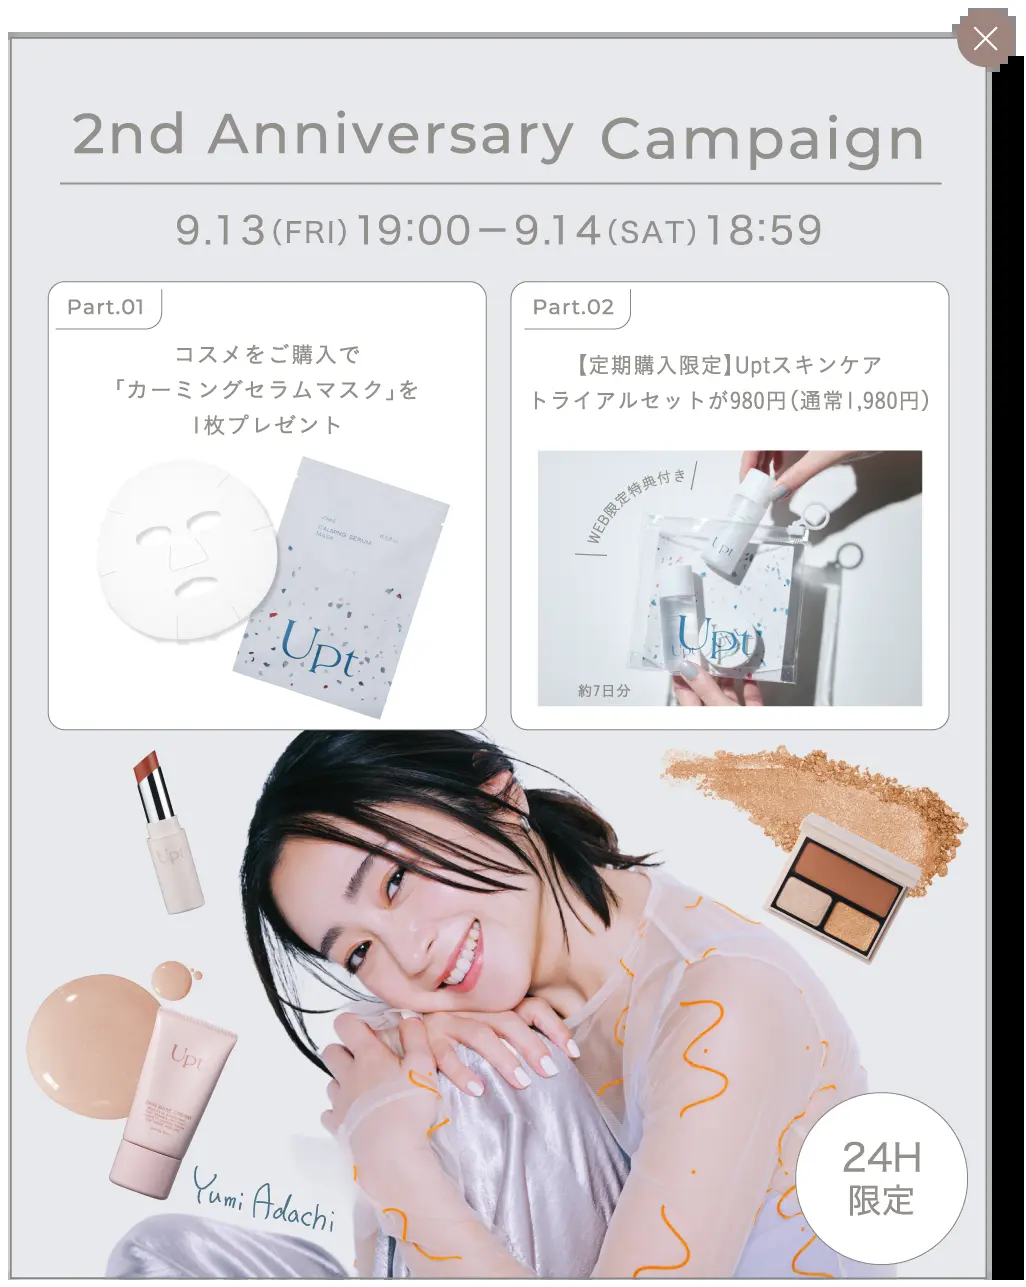 2nd Anniversary Campaign
9.13(FRI)19:00−9.14(SAT)18:59
Part.01
コスメをご購入で
「カーミングセラムマスク」を
1枚プレゼント
CALMING SERUM
MASK
Upt
Part.02
【定期購入限定】Uptスキンケア
トライアルセットが980円(通常1,980円)
WEB限定特典付き
Upt
Upt
約7日分
Upt
Upt
Yumi Adachi
24H
限定